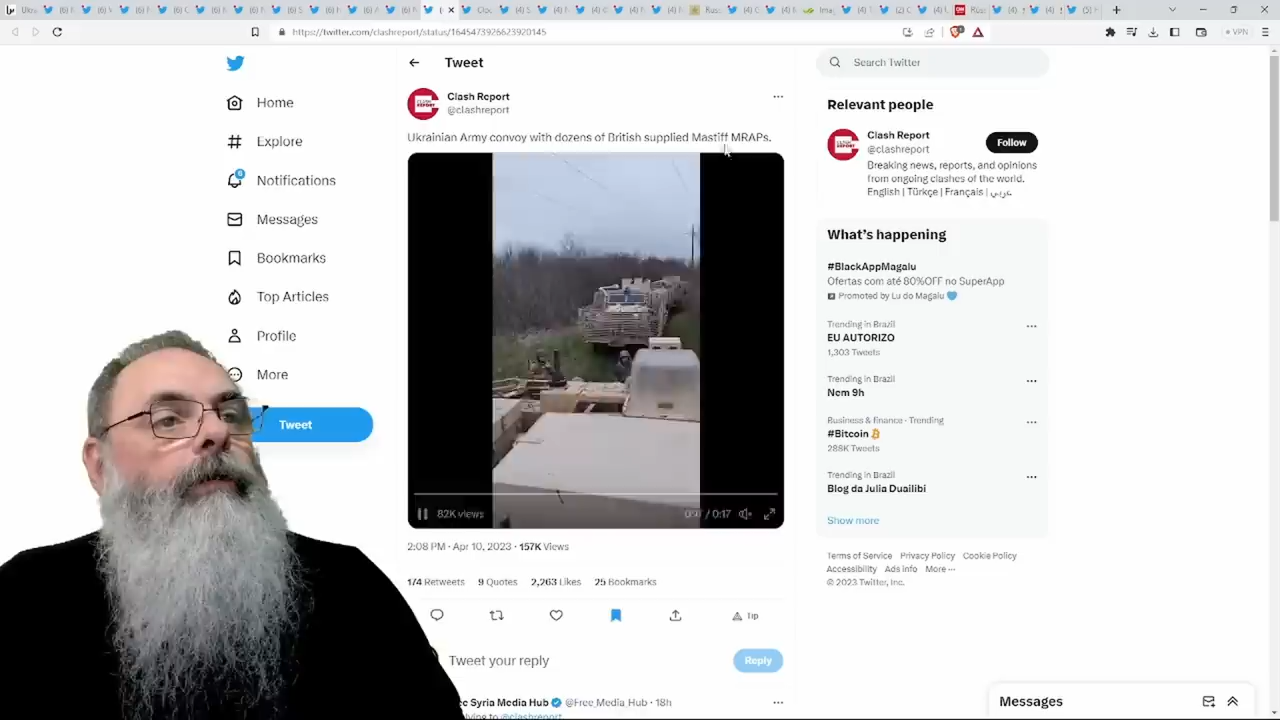 https://twitter.com/clashreport/status/1645473926623920145
VPN
Home
Explore
6
Notifications
Messages
Bookmarks
Top Articles
Profile
More
Tweet
Tweet
Clash Report
@clashreport
Ukrainian Army convoy with dozens of British supplied Mastiff MRAPs.
82K views
/ 0:17
2:08 PM · Apr 10, 2023 · 157K Views
174 Retweets 9 Quotes 2,263 Likes 25 Bookmarks
Tip
Tweet your reply
Reply
Syria Media Hub @Free_Media_Hub · 18h
to @clashreport
Search Twitter
Relevant people
Clash Report
@clashreport
Follow
Breaking news, reports, and opinions
from ongoing clashes of the world.
English | Türkçe | Français | عربي
What's happening
#BlackAppMagalu
Ofertas com até 80%OFF no SuperApp
Promoted by Lu do Magalu
Trending in Brazil
EU AUTORIZO
1,303 Tweets
Trending in Brazil
Nem 9h
Business & finance · Trending
#Bitcoin
288K Tweets
Trending in Brazil
Blog da Julia Duailibi
Show more
Terms of Service Privacy Policy Cookie Policy
Accessibility Ads info More ...
© 2023 Twitter, Inc.
Messages